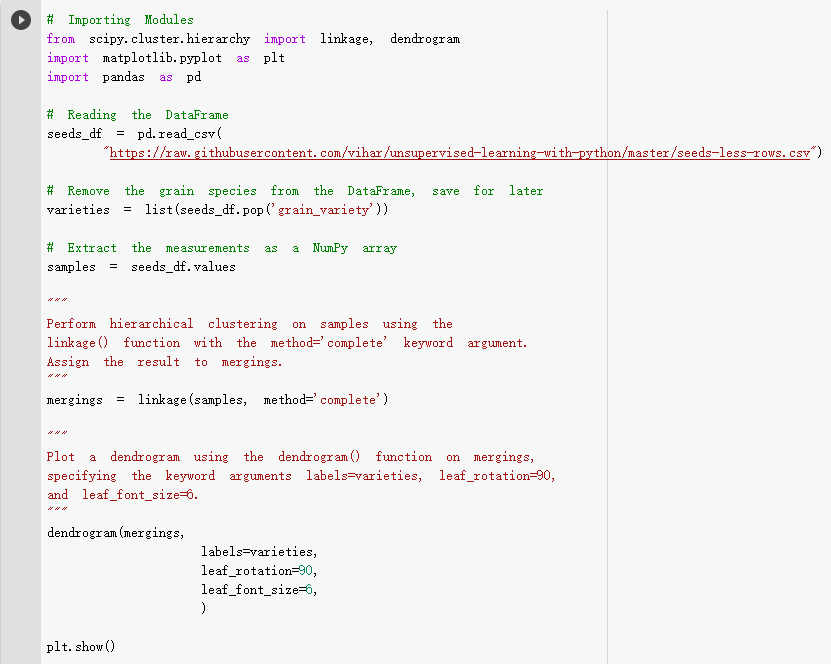 # Importing Modules
from scipy.cluster.hierarchy import linkage, dendrogram
import matplotlib.pyplot as plt
import pandas as pd
# Reading the DataFrame
seeds_df = pd.read_csv(
"https://raw.githubusercontent.com/vihar/unsupervised-learning-with-python/master/seeds-less-rows.csv")
# Remove the grain species from the DataFrame, save for later
varieties = list(seeds_df.pop('grain_variety'))
# Extract the measurements as a NumPy array
samples = seeds_df.values
"""
Perform hierarchical clustering on samples using the
linkage() function with the method='complete' keyword argument.
Assign the result to mergings.
"""
mergings = linkage(samples, method='complete')
"""
Plot a dendrogram using the dendrogram() function on mergings,
specifying the keyword arguments labels=varieties, leaf_rotation=90,
and leaf_font_size=6.
"""
dendrogram(mergings,
labels=varieties,
leaf_rotation=90,
leaf_font_size=6,
)
plt.show()